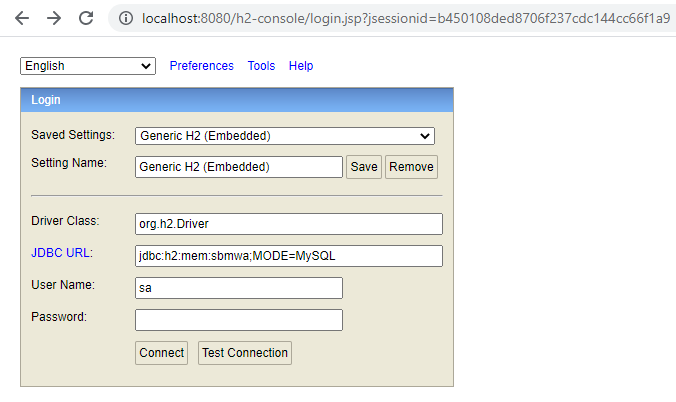 localhost:8080/h2-console/login.jsp?jsessionid=b450108ded8706f237cdc144cc66f1a9
English Preferences Tools Help
Login
Saved Settings: Generic H2 (Embedded)
Setting Name: Generic H2 (Embedded) Save Remove
Driver Class: org.h2.Driver
JDBC URL: jdbc:h2:mem:sbmwa;MODE=MySQL
User Name: sa
Password:
Connect Test Connection